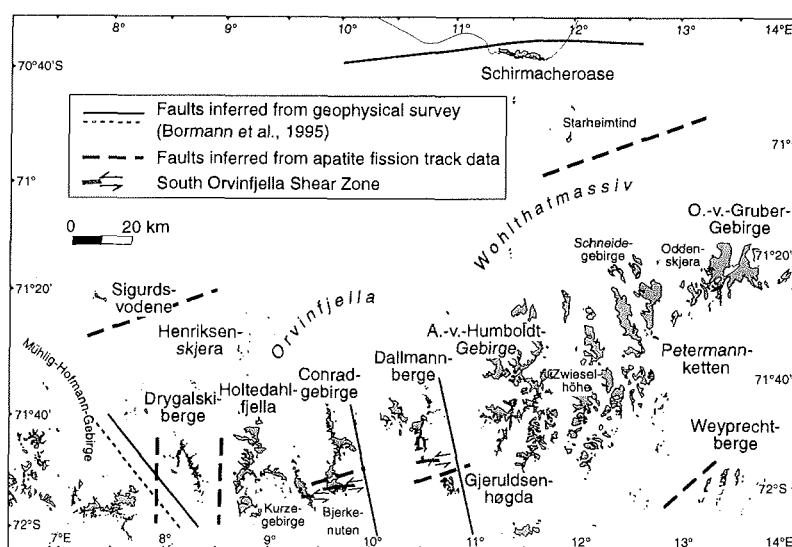 8° 9° 10° 11° 12° 13° 14°E
70°40'S
Schirmacheroase
Faults inferred from geophysical survey
(Bormann et al., 1995)
Faults inferred from apatite fission track data
South Orvinfjella Shear Zone
Starheimtind
71°
71°
0 20 km
Wohlthatmassiv
O.-v.-Gruber-
Gebirge
Schneide-
gebirge
Odden-
skjera
71°20'
71°20'
Sigurds-
vodene
Henriksen-
skjera
Orvinfjella
A.-v.-Humboldt-
Gebirge
Petermann-
ketten
Mühlig-Hofmann-Gebirge
Drygalski-
berge
Holtedahl-
fjella
Conrad-
gebirge
Dallmann-
berge
Zwiesel-
höhe
71°40'
71°40'
Weyprecht-
berge
Gjeruldsen-
høgda
Kurze-
gebirge
Bjerke-
nuten
72°S
72°S
7°E 8° 9° 10° 11° 12° 13°